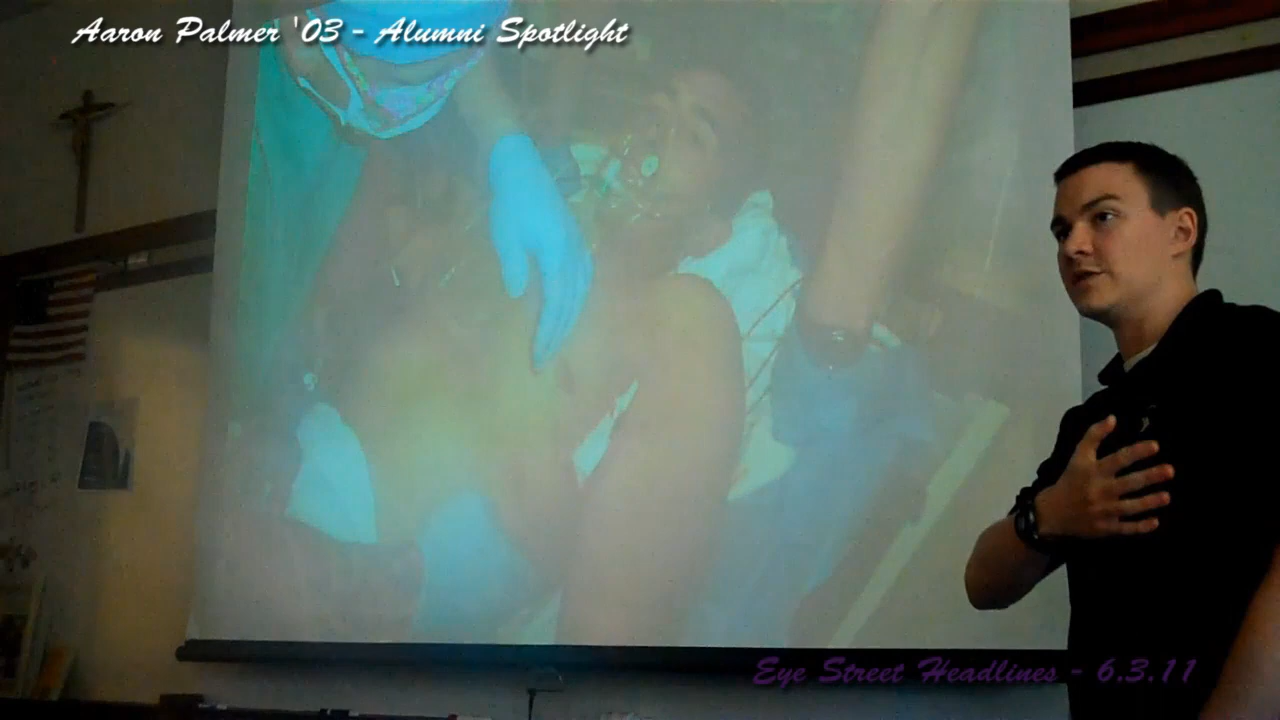 Aaron Palmer '03 - Alumni Spotlight
Eye Street Headlines - 6.3.11